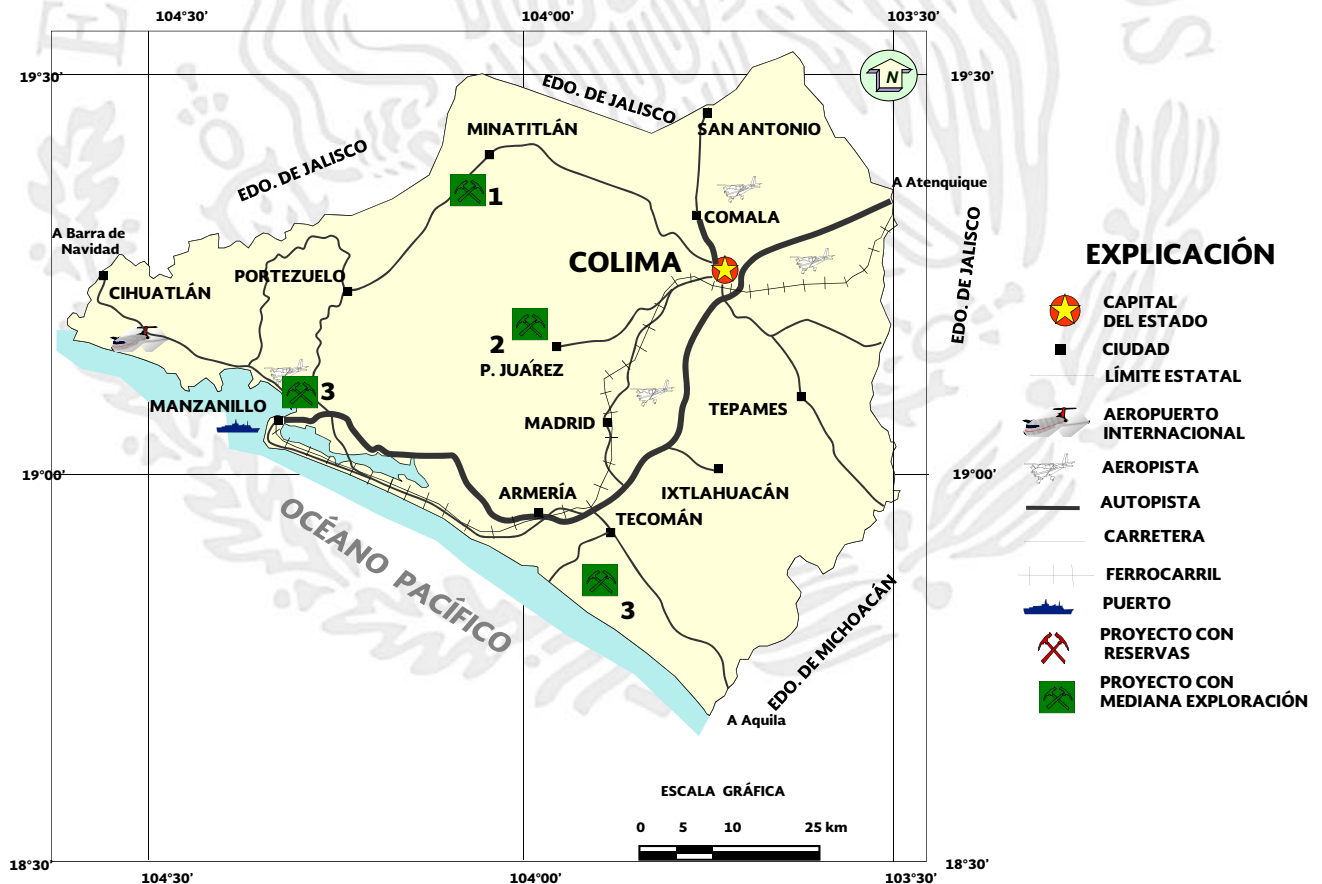 104°30'
104°00'
103°30'
19°30'
19°30'
N
EDO. DE JALISCO
MINATITLÁN
SAN ANTONIO
EDO. DE JALISCO
1
A Atenquique
COMALA
EDO. DE JALISCO
A Barra de
Navidad
COLIMA
PORTEZUELO
CIHUATLÁN
2
P. JUÁREZ
3
MANZANILLO
TEPAMES
MADRID
19°00'
19°00'
ARMERÍA
IXTLAHUACÁN
TECOMÁN
OCÉANO PACÍFICO
3
EDO. DE MICHOACÁN
A Aquila
ESCALA GRÁFICA
0 5 10 25 km
18°30'
18°30'
104°30'
104°00'
103°30'
EXPLICACIÓN
CAPITAL
DEL ESTADO
CIUDAD
LÍMITE ESTATAL
AEROPUERTO
INTERNACIONAL
AEROPISTA
AUTOPISTA
CARRETERA
FERROCARRIL
PUERTO
PROYECTO CON
RESERVAS
PROYECTO CON
MEDIANA EXPLORACIÓN